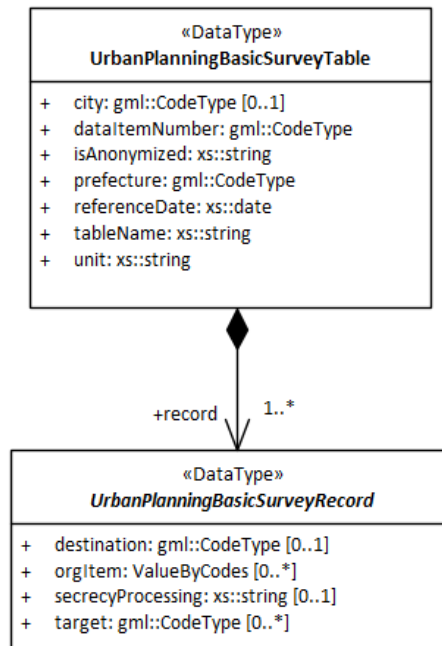 «DataType»
UrbanPlanningBasicSurveyTable
+ city: gml::CodeType [0..1]
+ dataItemNumber: gml::CodeType
+ isAnonymized: xs::string
+ prefecture: gml::CodeType
+ referenceDate: xs::date
+ tableName: xs::string
+ unit: xs::string
+record 1..*
«DataType»
UrbanPlanningBasicSurveyRecord
+ destination: gml::CodeType [0..1]
+ orgItem: ValueByCodes [0..*]
+ secrecyProcessing: xs::string [0..1]
+ target: gml::CodeType [0..*]